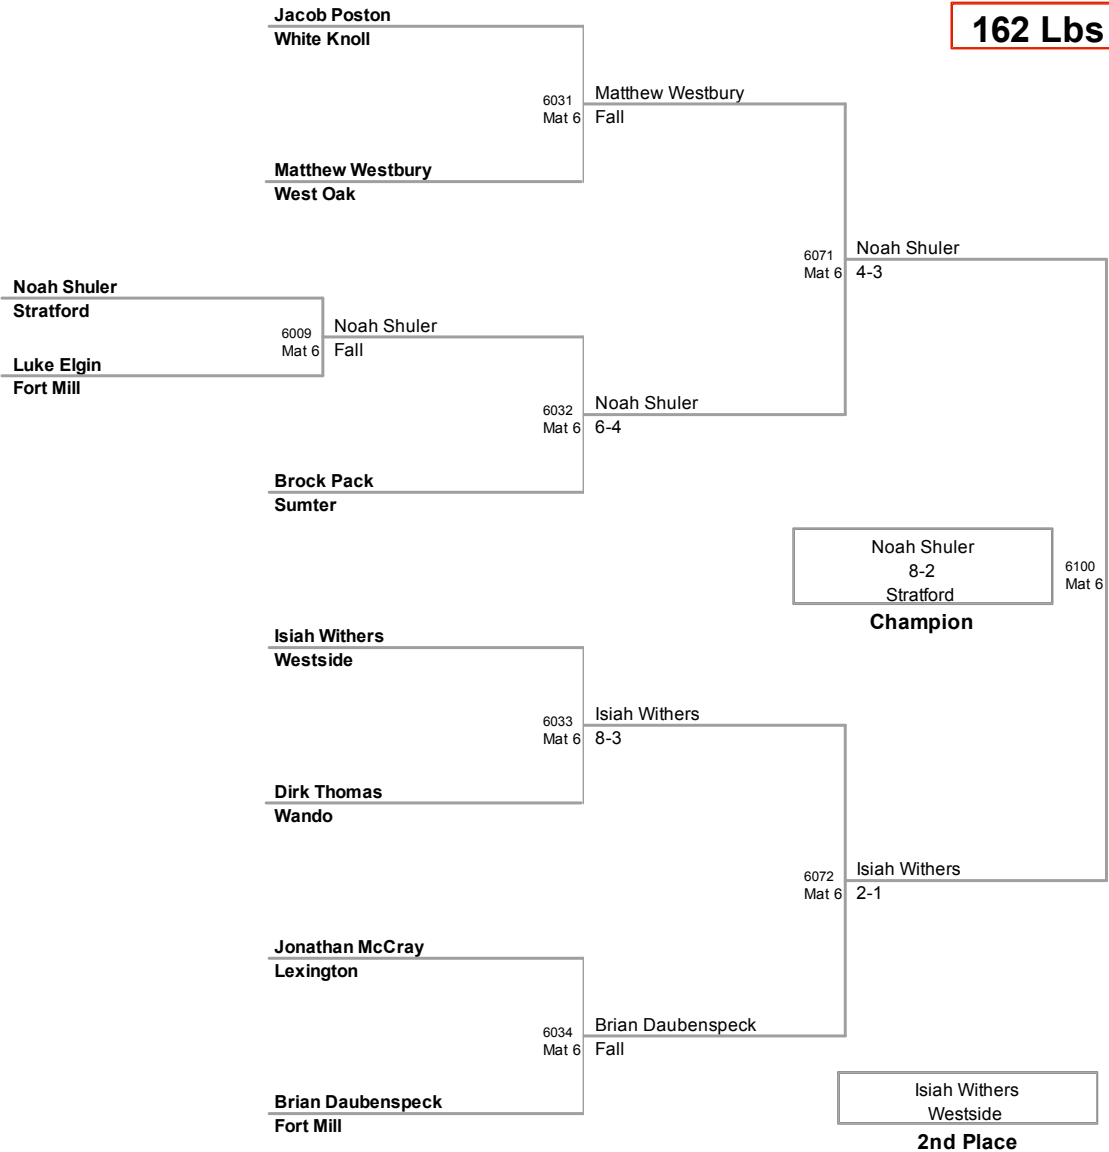 Jacob Poston
White Knoll
162 Lbs
6031
Mat 6
Matthew Westbury
Fall
Matthew Westbury
West Oak
6071
Mat 6
Noah Shuler
4-3
Noah Shuler
Stratford
6009
Mat 6
Noah Shuler
Fall
Luke Elgin
Fort Mill
6032
Mat 6
Noah Shuler
6-4
Brock Pack
Sumter
Noah Shuler
8-2
Stratford
Champion
6100
Mat 6
Isiah Withers
Westside
6033
Mat 6
Isiah Withers
8-3
Dirk Thomas
Wando
6072
Mat 6
Isiah Withers
2-1
Jonathan McCray
Lexington
6034
Mat 6
Brian Daubenspeck
Fall
Brian Daubenspeck
Fort Mill
Isiah Withers
Westside
2nd Place